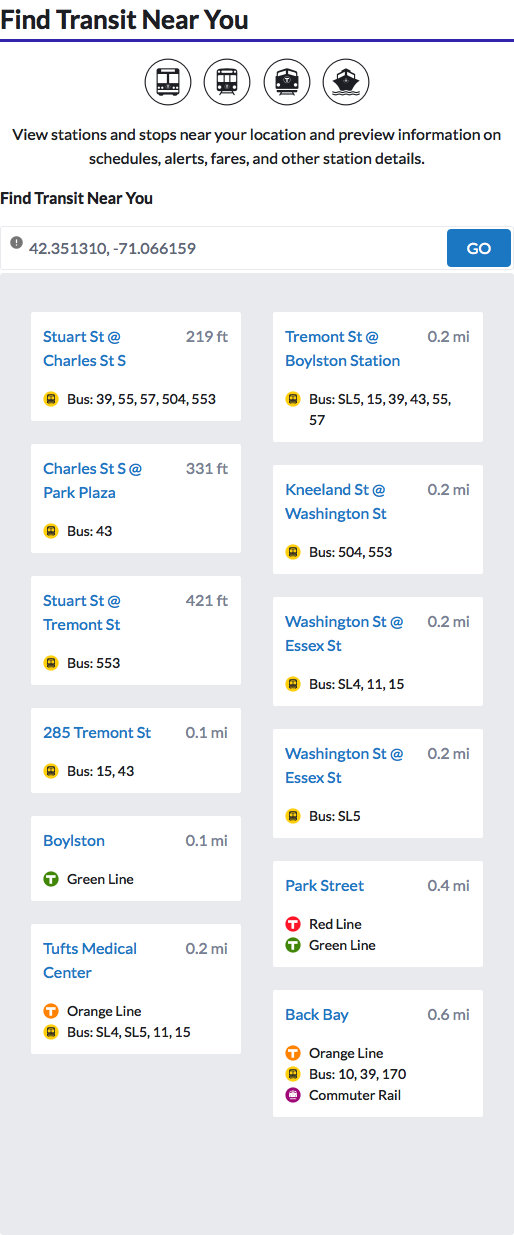 Find Transit Near You
View stations and stops near your location and preview information on
schedules, alerts, fares, and other station details.
Find Transit Near You
42.351310, -71.066159
GO
Stuart St @ 219 ft
Charles St S
Bus: 39, 55, 57, 504, 553
Charles St S @ 331 ft
Park Plaza
Bus: 43
Stuart St @ 421 ft
Tremont St
Bus: 553
285 Tremont St 0.1 mi
Bus: 15, 43
Boylston 0.1 mi
T Green Line
Tufts Medical 0.2 mi
Center
T Orange Line
Bus: SL4, SL5, 11, 15
Tremont St @ 0.2 mi
Boylston Station
Bus: SL5, 15, 39, 43, 55,
57
Kneeland St @ 0.2 mi
Washington St
Bus: 504, 553
Washington St @ 0.2 mi
Essex St
Bus: SL4, 11, 15
Washington St @ 0.2 mi
Essex St
Bus: SL5
Park Street 0.4 mi
T Red Line
T Green Line
Back Bay 0.6 mi
T Orange Line
Bus: 10, 39, 170
Commuter Rail